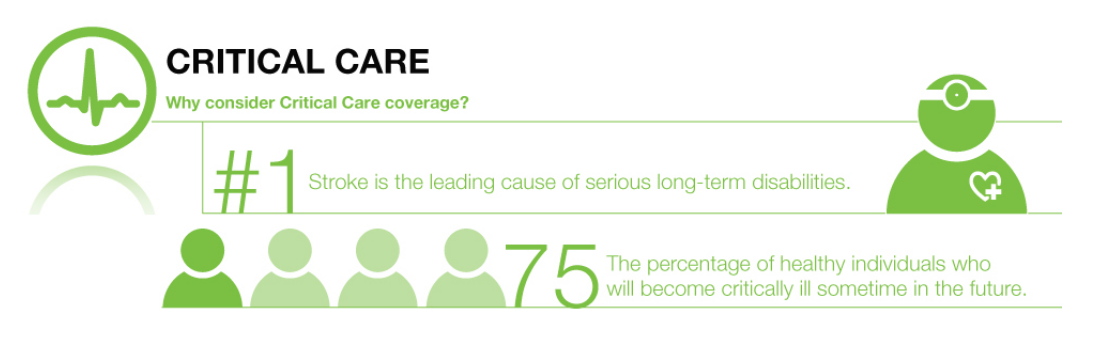 CRITICAL CARE
Why consider Critical Care coverage?
#1 Stroke is the leading cause of serious long-term disabilities.
75 The percentage of healthy individuals who
will become critically ill sometime in the future.